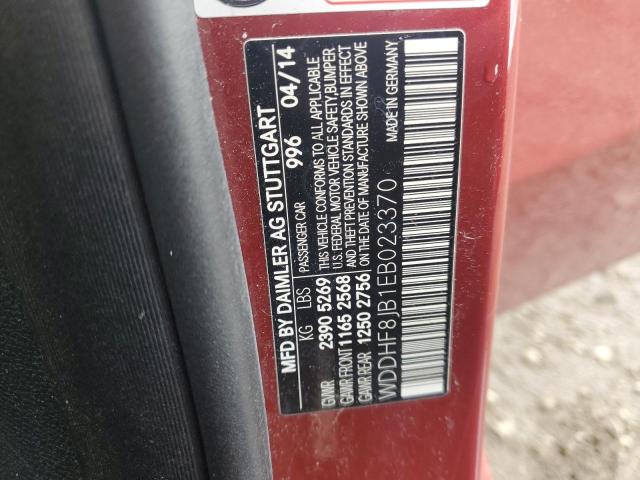 MFD BY DAIMLER AG STUTTGART
KG LBS PASSENGER CAR 996 04/14
GVWR 2390 5269 THIS VEHICLE CONFORMS TO ALL APPLICABLE
U.S. FEDERAL MOTOR VEHICLE SAFETY, BUMPER
GAWR FRONT 1165 2568 AND THEFT PREVENTION STANDARDS IN EFFECT
GAWR REAR 1250 2756 ON THE DATE OF MANUFACTURE SHOWN ABOVE
MADE IN GERMANY
WDDHF8JB1EB023370